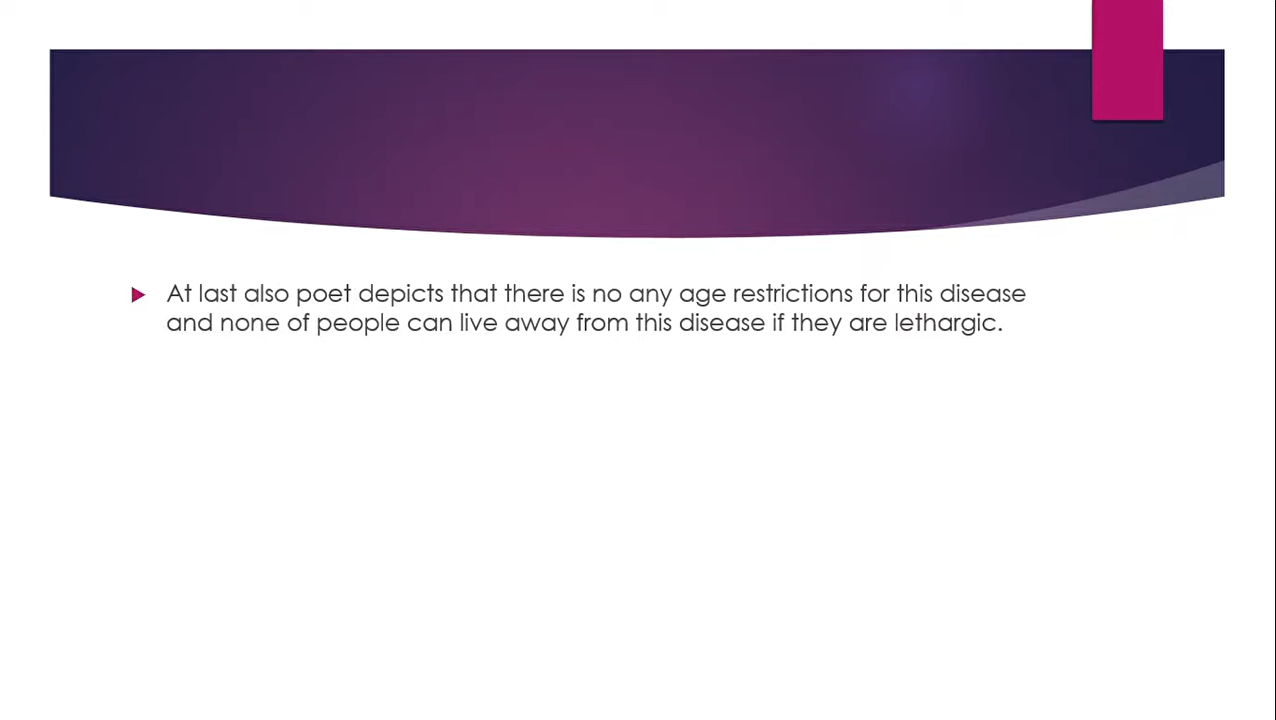 At last also poet depicts that there is no any age restrictions for this disease
and none of people can live away from this disease if they are lethargic.